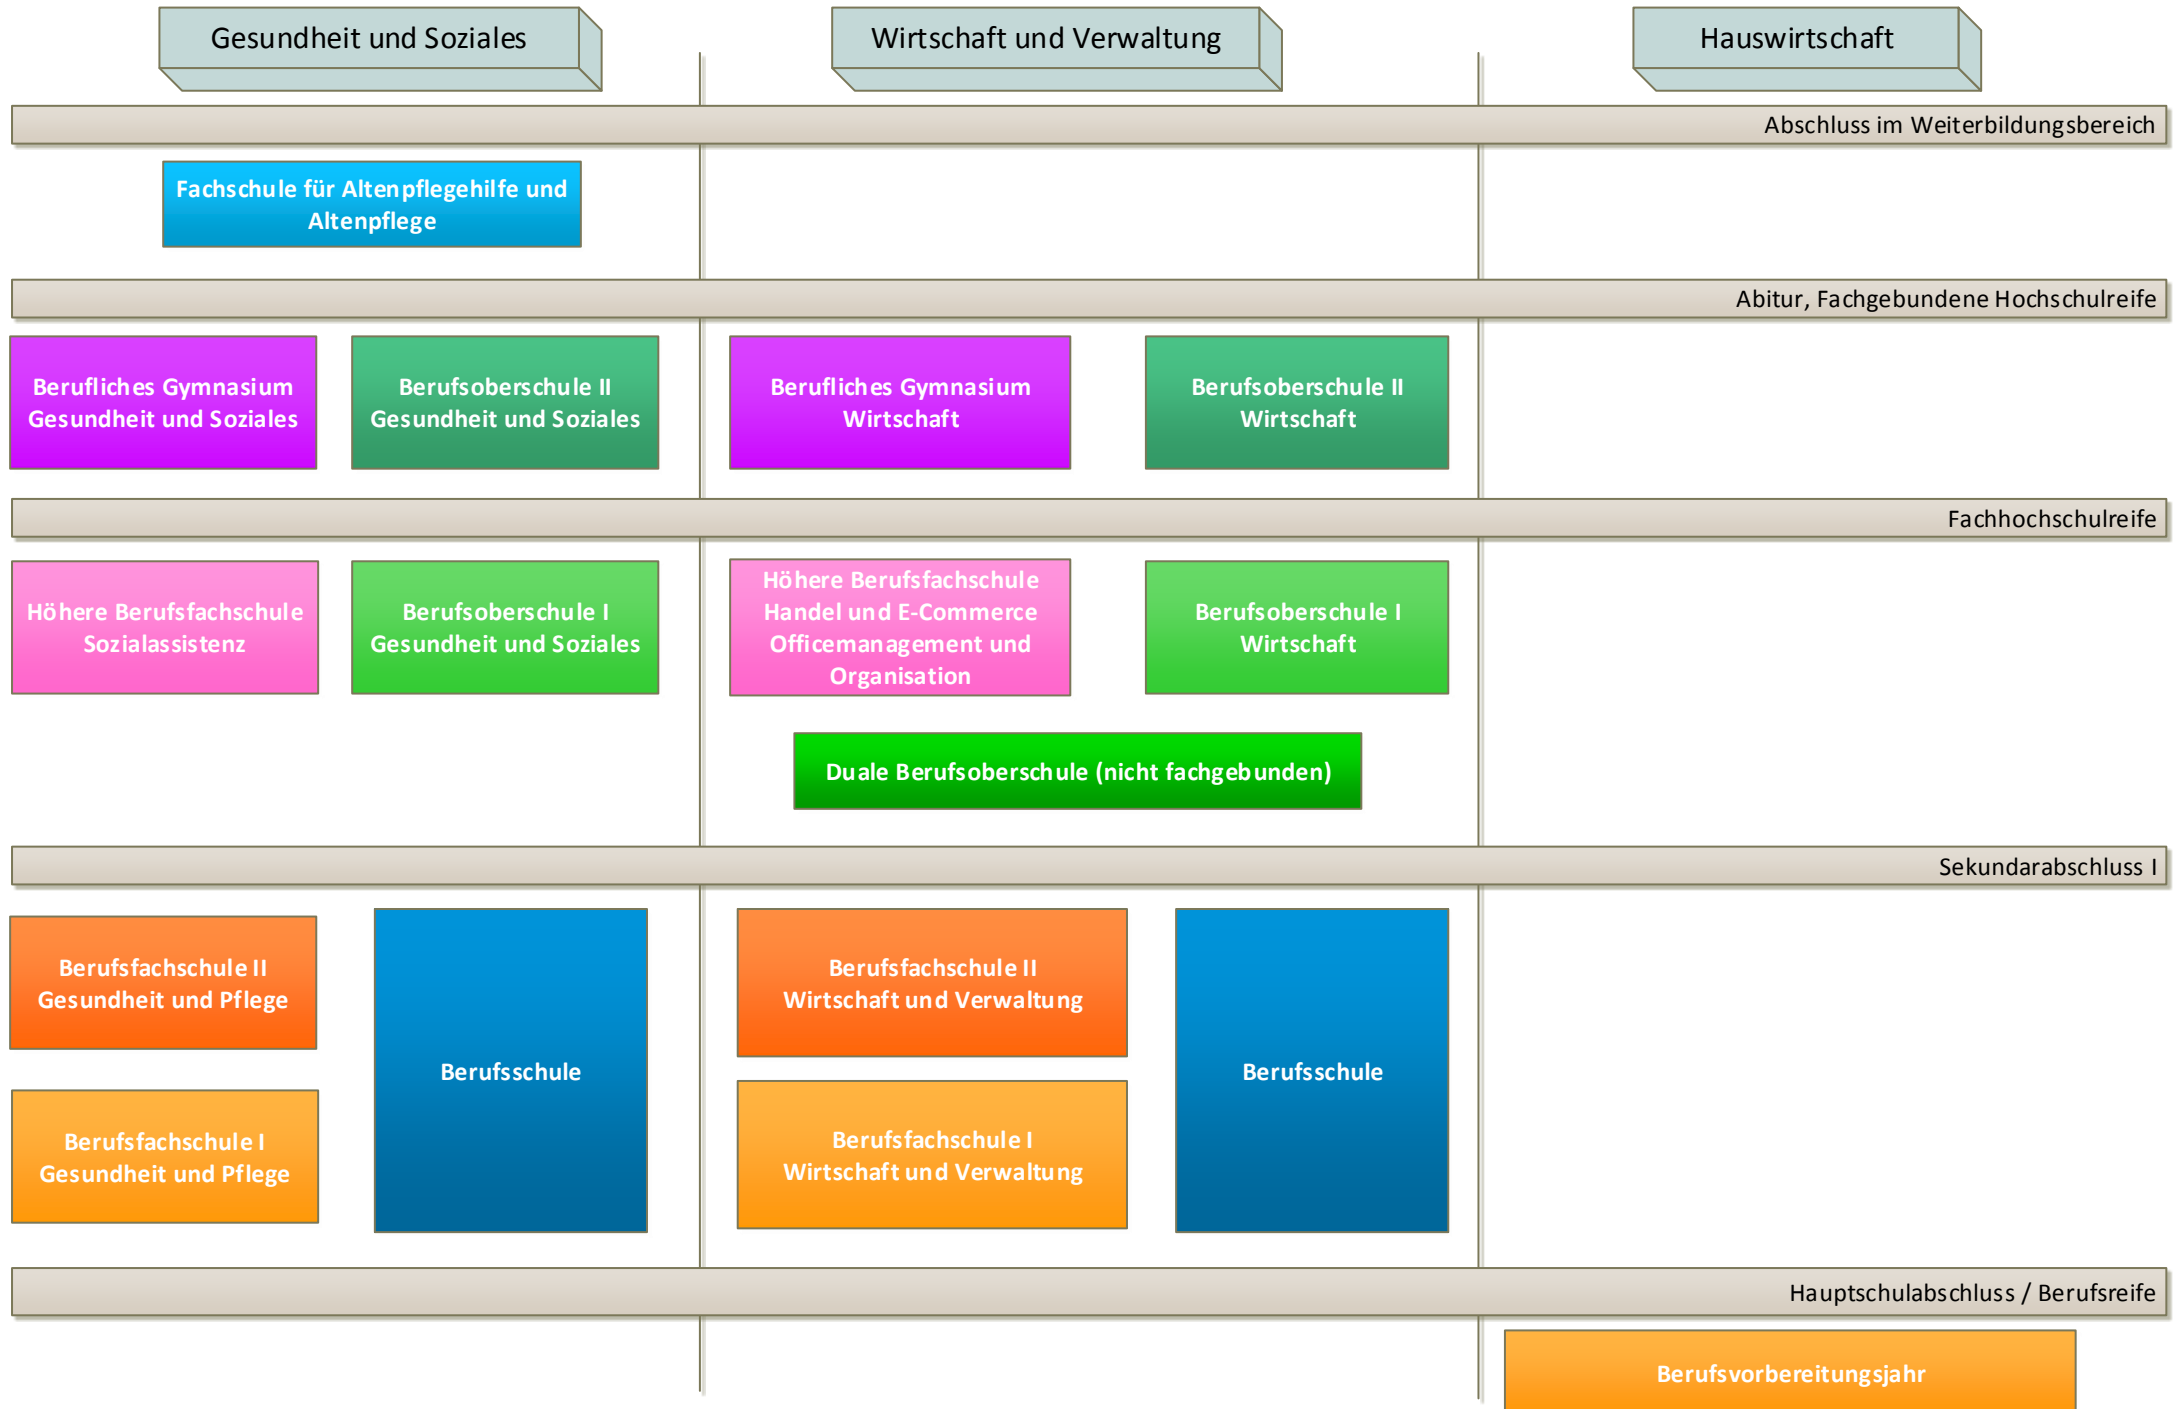 Gesundheit und Soziales
Wirtschaft und Verwaltung
Hauswirtschaft
Abschluss im Weiterbildungsbereich
Fachschule für Altenpflegehilfe und
Altenpflege
Abitur, Fachgebundene Hochschulreife
Berufliches Gymnasium
Gesundheit und Soziales
Berufsoberschule II
Gesundheit und Soziales
Berufliches Gymnasium
Wirtschaft
Berufsoberschule II
Wirtschaft
Fachhochschulreife
Höhere Berufsfachschule
Sozialassistenz
Berufsoberschule I
Gesundheit und Soziales
Höhere Berufsfachschule
Handel und E-Commerce
Officemanagement und
Organisation
Berufsoberschule I
Wirtschaft
Duale Berufsoberschule (nicht fachgebunden)
Sekundarabschluss I
Berufsfachschule II
Gesundheit und Pflege
Berufsschule
Berufsfachschule II
Wirtschaft und Verwaltung
Berufsschule
Berufsfachschule I
Gesundheit und Pflege
Berufsfachschule I
Wirtschaft und Verwaltung
Hauptschulabschluss / Berufsreife
Berufsvorbereitungsjahr